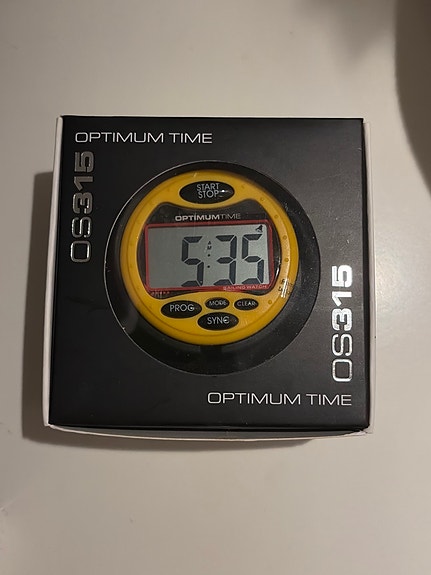 OPTIMUM TIME
OS315
START
STOP
OPTIMUMTIME
5:35
SAILING WATCH
PROG
MODE
CLEAR
SYNC
OS315
OPTIMUM TIME